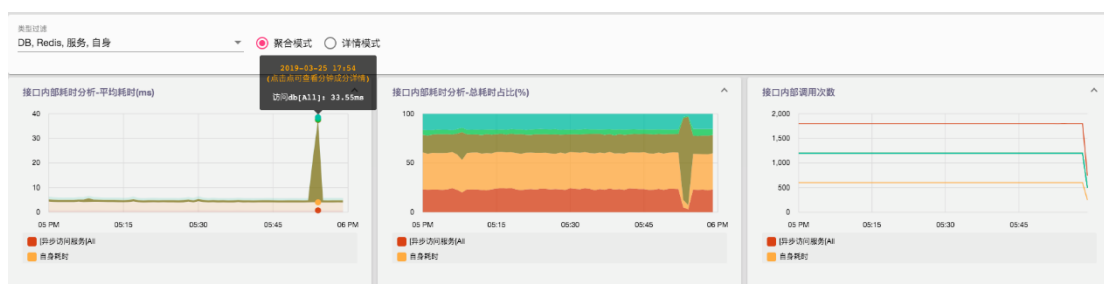 类型过滤
DB, Redis, 服务, 自身
聚合模式
详情模式
2019-03-25 17:54
(点击点可查看分钟成分详情)
访问db[All]: 33.55ms
接口内部耗时分析-平均耗时(ms)
40
30
20
10
0
05 PM 05:15 05:30 05:45 06 PM
[异步访问服务(All
自身耗时
接口内部耗时分析-总耗时占比(%)
100
50
0
05 PM 05:15 05:30 05:45 06 PM
[异步访问服务(All
自身耗时
接口内部调用次数
2,000
1,500
1,000
500
0
05 PM 05:15 05:30 05:45
[异步访问服务(All
自身耗时